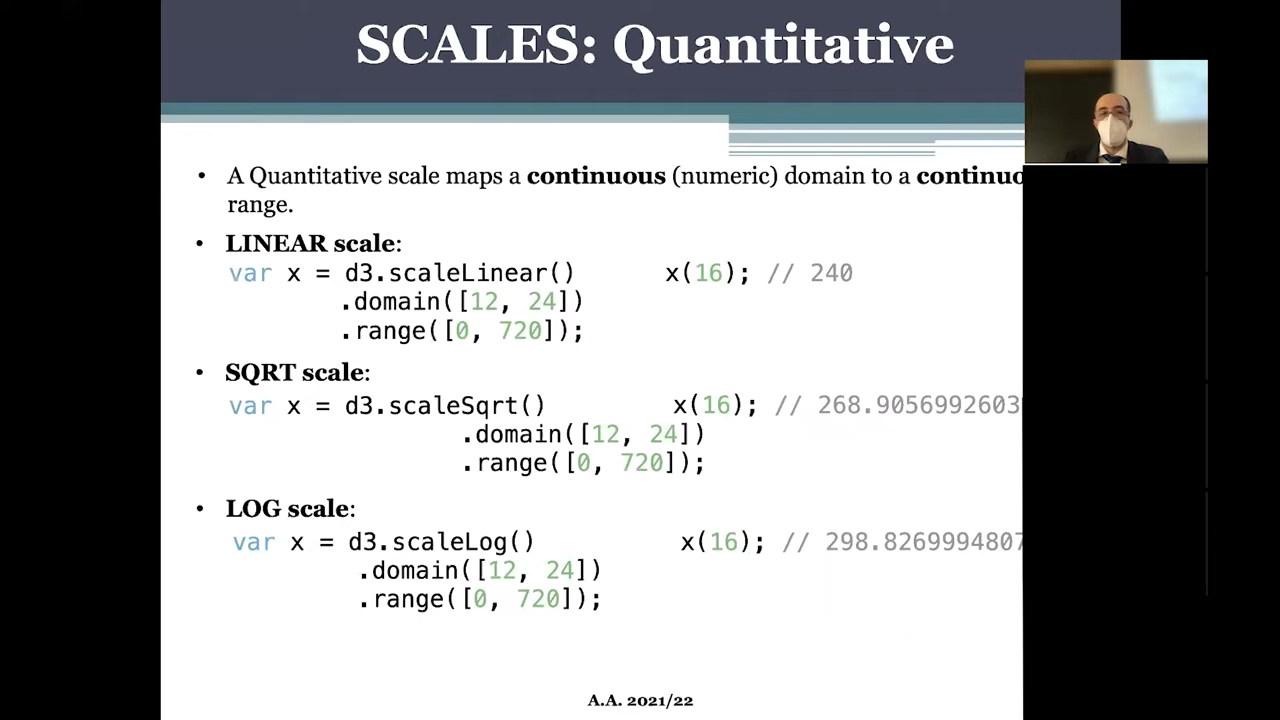 SCALES: Quantitative
• A Quantitative scale maps a continuous (numeric) domain to a continuo
range.
• LINEAR scale:
var x = d3.scaleLinear() x(16); // 240
.domain([12, 24])
.range([0, 720]);
• SQRT scale:
var x = d3.scaleSqrt() x(16); // 268.9056992603
.domain([12, 24])
.range([0, 720]);
• LOG scale:
var x = d3.scaleLog() x(16); // 298.8269994807
.domain([12, 24])
.range([0, 720]);
A.A. 2021/22